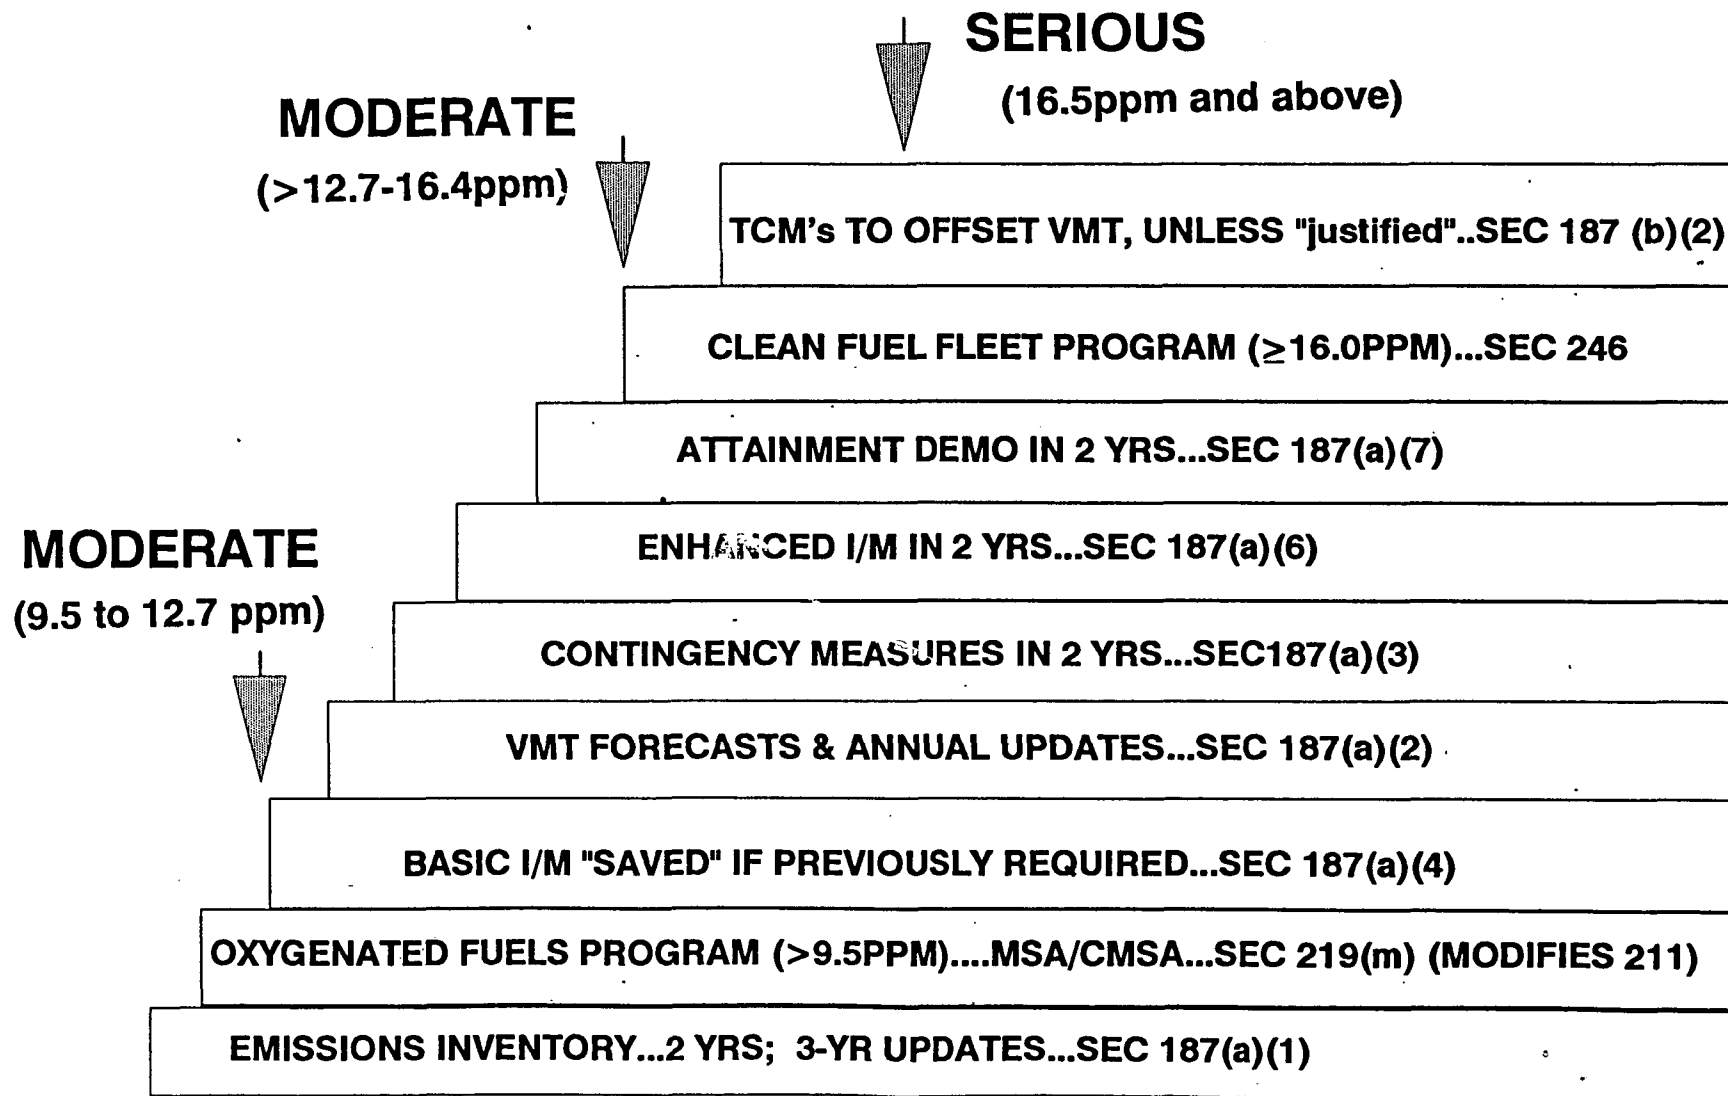 SERIOUS
(16.5ppm and above)
MODERATE
(>12.7-16.4ppm)
TCM's TO OFFSET VMT, UNLESS "justified"..SEC 187 (b)(2)
CLEAN FUEL FLEET PROGRAM (≥16.0PPM)...SEC 246
ATTAINMENT DEMO IN 2 YRS...SEC 187(a)(7)
ENHANCED I/M IN 2 YRS...SEC 187(a)(6)
MODERATE
(9.5 to 12.7 ppm)
CONTINGENCY MEASURES IN 2 YRS...SEC187(a)(3)
VMT FORECASTS & ANNUAL UPDATES...SEC 187(a)(2)
BASIC I/M "SAVED" IF PREVIOUSLY REQUIRED...SEC 187(a)(4)
OXYGENATED FUELS PROGRAM (>9.5PPM)....MSA/CMSA...SEC 219(m) (MODIFIES 211)
EMISSIONS INVENTORY...2 YRS; 3-YR UPDATES...SEC 187(a)(1)